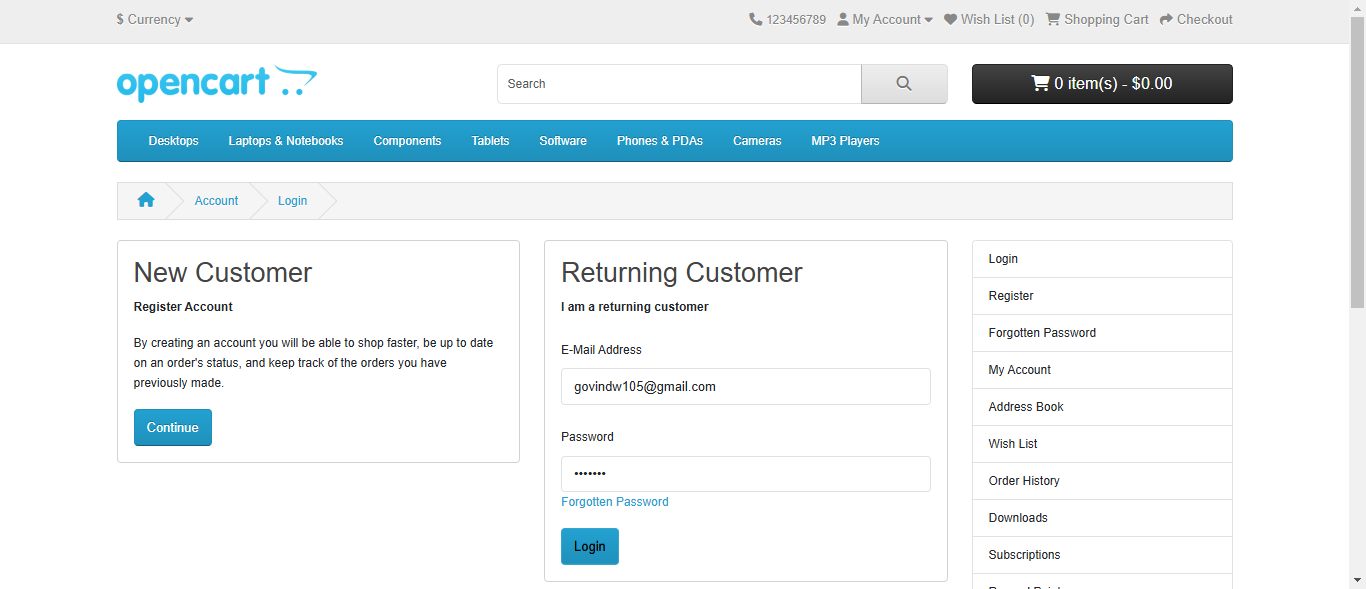 $ Currency
123456789 My Account Wish List (0) Shopping Cart Checkout
opencart
Search
0 item(s) - $0.00
Desktops Laptops & Notebooks Components Tablets Software Phones & PDAs Cameras MP3 Players
Account Login
New Customer
Register Account
By creating an account you will be able to shop faster, be up to date
on an order's status, and keep track of the orders you have
previously made.
Continue
Returning Customer
I am a returning customer
E-Mail Address
govindw105@gmail.com
Password
•••••••
Forgotten Password
Login
Login
Register
Forgotten Password
My Account
Address Book
Wish List
Order History
Downloads
Subscriptions